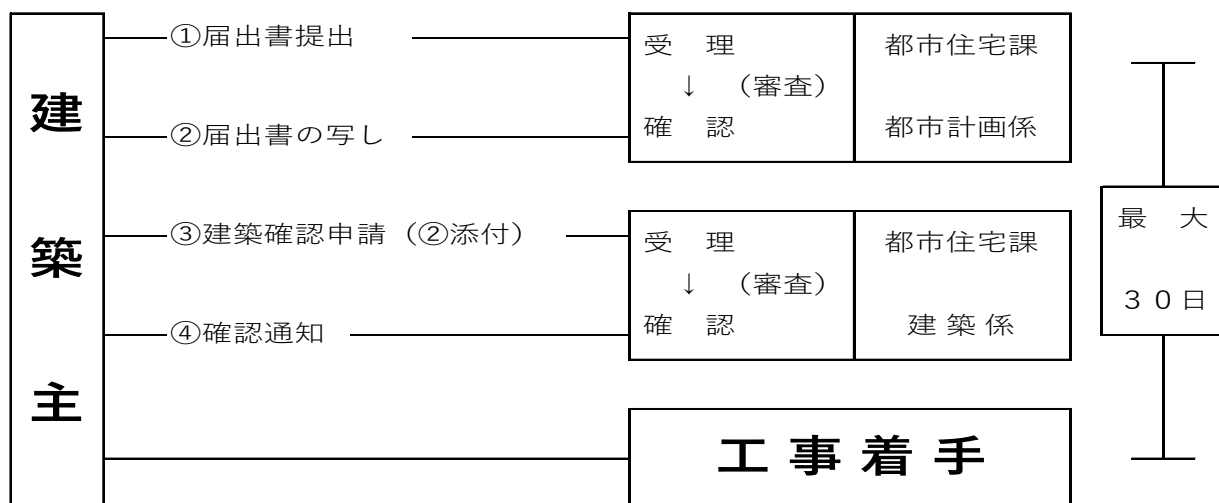 建築主
①届出書提出
受　理
↓　（審査）
確　認
都市住宅課
都市計画係
②届出書の写し
③建築確認申請（②添付）
受　理
↓　（審査）
確　認
都市住宅課
建築係
④確認通知
最　大
３０日
工事着手